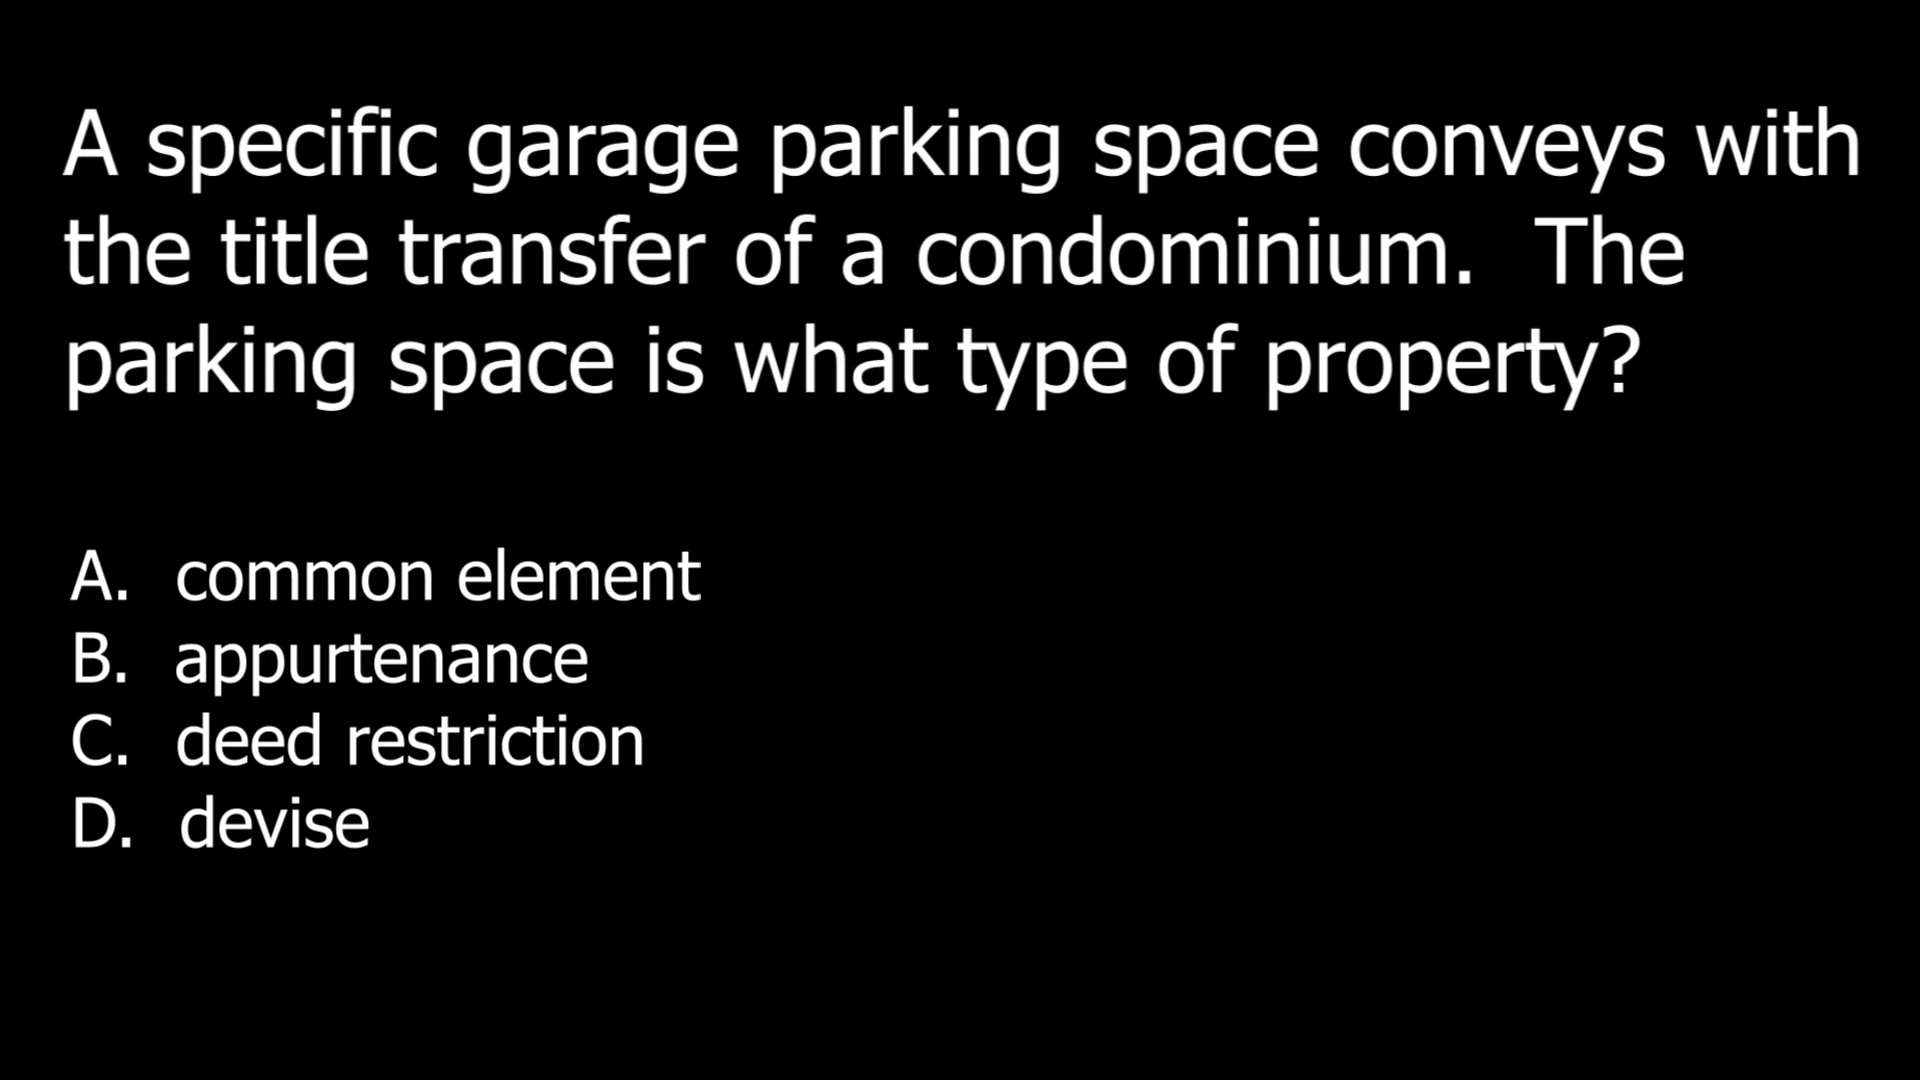 A specific garage parking space conveys with
the title transfer of a condominium.  The
parking space is what type of property?
A.  common element
B.  appurtenance
C.  deed restriction
D.  devise